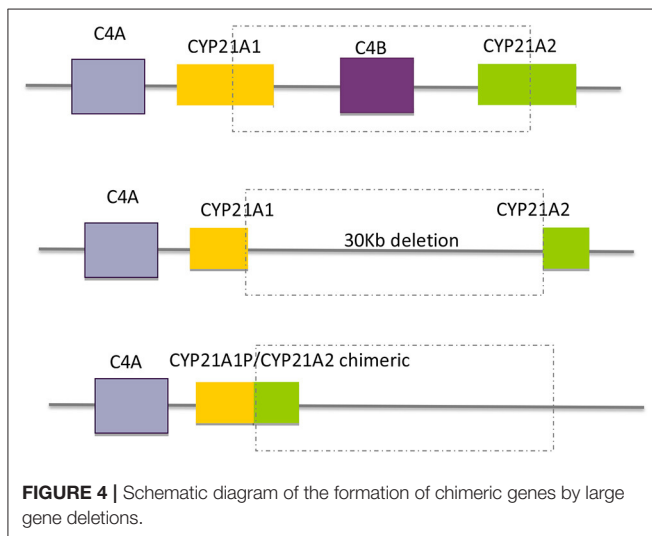 C4A CYP21A1 C4B CYP21A2
C4A CYP21A1 CYP21A2
30Kb deletion
C4A CYP21A1P/CYP21A2 chimeric
FIGURE 4 | Schematic diagram of the formation of chimeric genes by large
gene deletions.